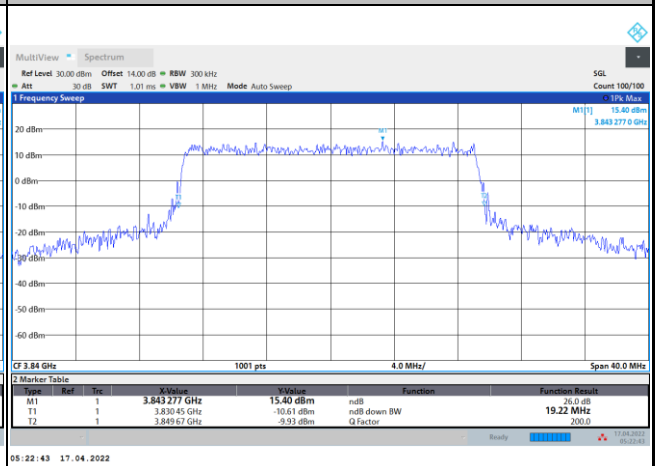 MultiView Spectrum
Ref Level 30.00 dBm Offset 14.00 dB RBW 300 kHz SGL
Att 30 dB SWT 1.01 ms VBW 1 MHz Mode Auto Sweep Count 100/100
1 Frequency Sweep 1Pk Max
M1[1] 15.40 dBm
3.843 277 0 GHz
20 dBm
M1
10 dBm
0 dBm
-10 dBm
-20 dBm
-30 dBm
-40 dBm
-50 dBm
-60 dBm
CF 3.84 GHz 1001 pts 4.0 MHz/ Span 40.0 MHz
2 Marker Table
Type Ref Trc X-Value Y-Value Function Function Result
M1 1 3.843 277 GHz 15.40 dBm ndB 26.0 dB
T1 1 3.830 45 GHz -10.61 dBm ndB down BW 19.22 MHz
T2 1 3.849 67 GHz -9.93 dBm Q Factor 200.0
Ready 17.04.2022
05:22:43
05:22:43 17.04.2022